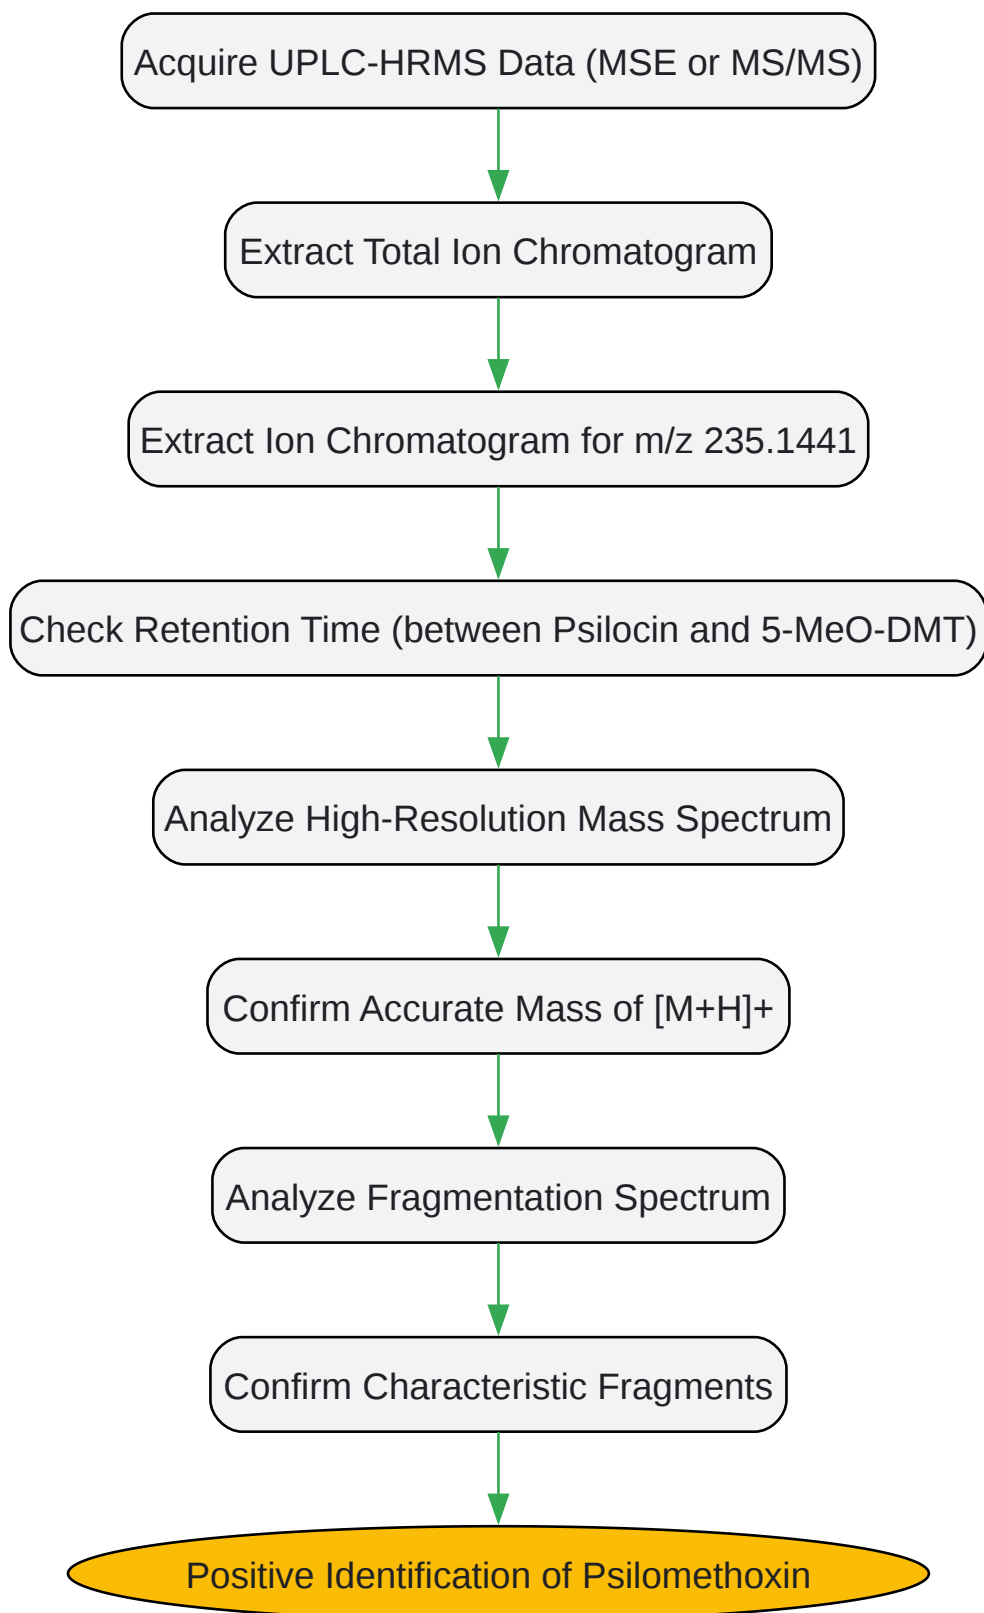 Acquire UPLC-HRMS Data (MSE or MS/MS)
Extract Total Ion Chromatogram
Extract Ion Chromatogram for m/z 235.1441
Check Retention Time (between Psilocin and 5-MeO-DMT)
Analyze High-Resolution Mass Spectrum
Confirm Accurate Mass of [M+H]+
Analyze Fragmentation Spectrum
Confirm Characteristic Fragments
Positive Identification of Psilomethoxin